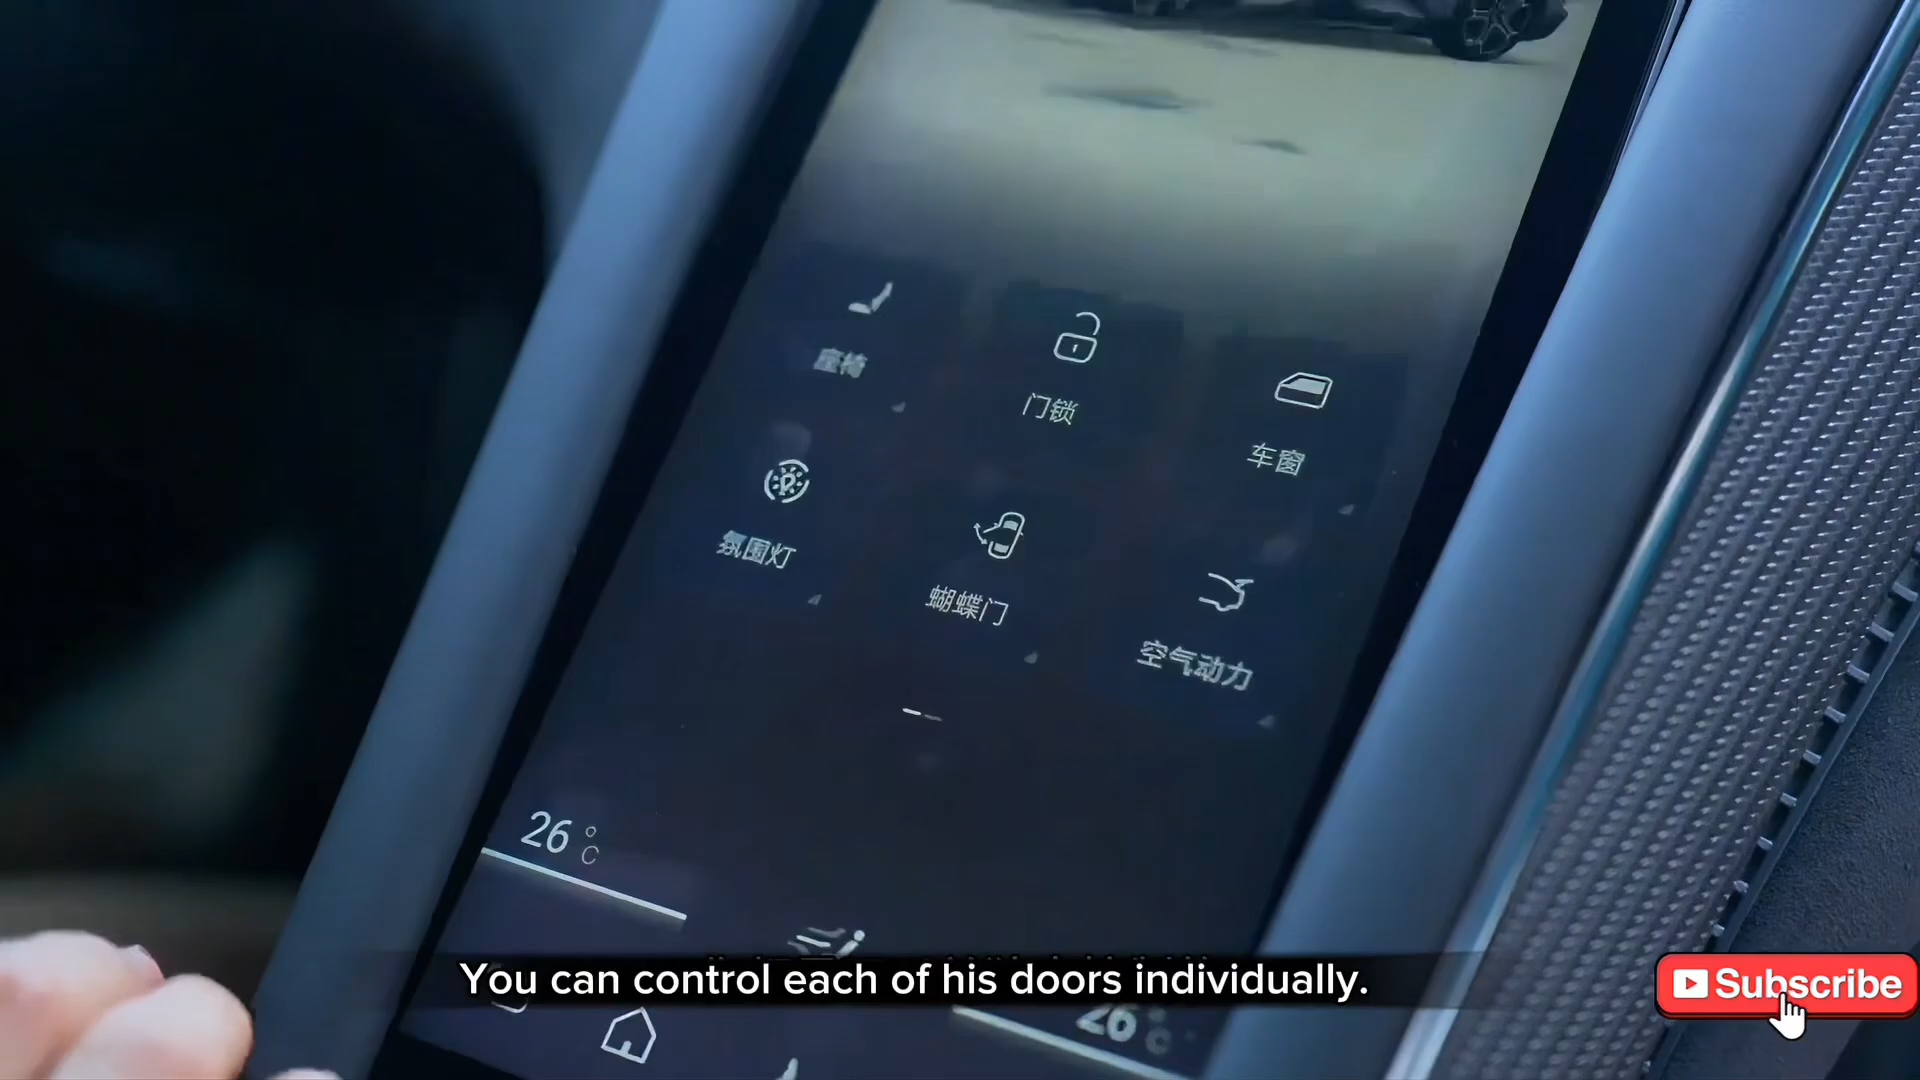 座椅
门锁
车窗
氛围灯
蝴蝶门
空气动力
26 °C
You can control each of his doors individually.
Subscribe
26 °C